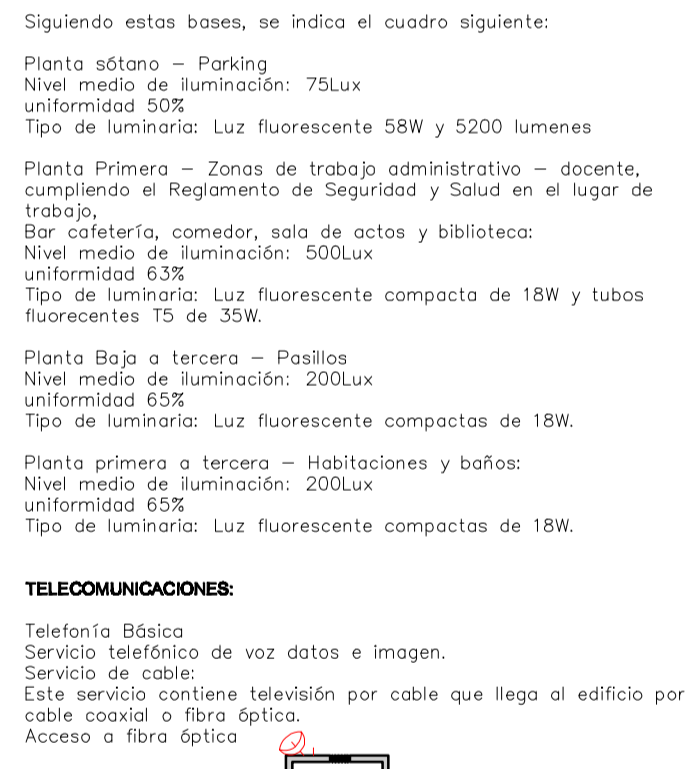 Siguiendo estas bases, se indica el cuadro siguiente:
Planta sótano – Parking
Nivel medio de iluminación: 75Lux
uniformidad 50%
Tipo de luminaria: Luz fluorescente 58W y 5200 lumenes
Planta Primera – Zonas de trabajo administrativo – docente,
cumpliendo el Reglamento de Seguridad y Salud en el lugar de
trabajo,
Bar cafetería, comedor, sala de actos y biblioteca:
Nivel medio de iluminación: 500Lux
uniformidad 63%
Tipo de luminaria: Luz fluorescente compacta de 18W y tubos
fluorecentes T5 de 35W.
Planta Baja a tercera – Pasillos
Nivel medio de iluminación: 200Lux
uniformidad 65%
Tipo de luminaria: Luz fluorescente compactas de 18W.
Planta primera a tercera – Habitaciones y baños:
Nivel medio de iluminación: 200Lux
uniformidad 65%
Tipo de luminaria: Luz fluorescente compactas de 18W.
TELECOMUNICACIONES:
Telefonía Básica
Servicio telefónico de voz datos e imagen.
Servicio de cable:
Este servicio contiene televisión por cable que llega al edificio por
cable coaxial o fibra óptica.
Acceso a fibra óptica